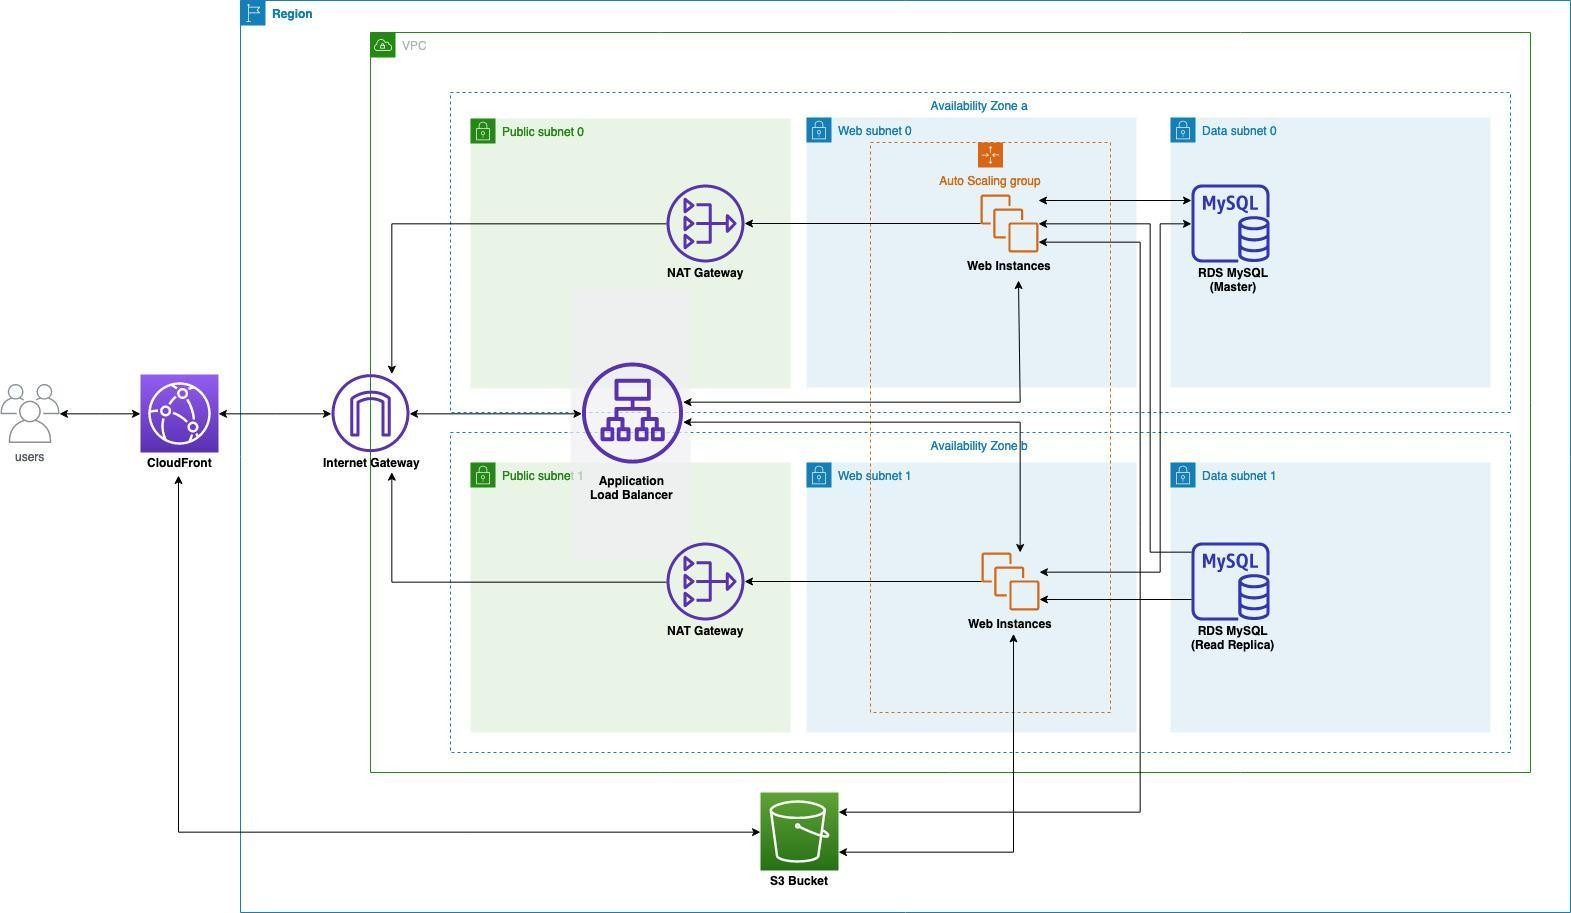 Region
VPC
Availability Zone a
Public subnet 0
Web subnet 0
Data subnet 0
Auto Scaling group
MySQL
Web Instances
NAT Gateway
RDS MySQL
(Master)
users
CloudFront
Internet Gateway
Application
Load Balancer
Availability Zone b
Public subnet 1
Web subnet 1
Data subnet 1
MySQL
Web Instances
NAT Gateway
RDS MySQL
(Read Replica)
S3 Bucket